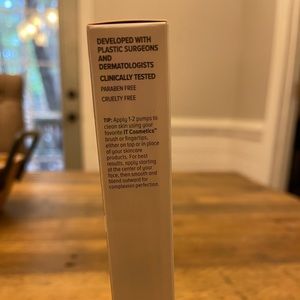 DEVELOPED WITH
PLASTIC SURGEONS
AND
DERMATOLOGISTS
CLINICALLY TESTED
PARABEN FREE
CRUELTY FREE
TIP: Apply 1-2 pumps to
clean skin using your
favorite IT Cosmetics™
brush or fingertips,
either on top or in place
of your skincare
products. For best
results, apply starting
at the center of your
face, then smooth and
blend outward for
complexion perfection.